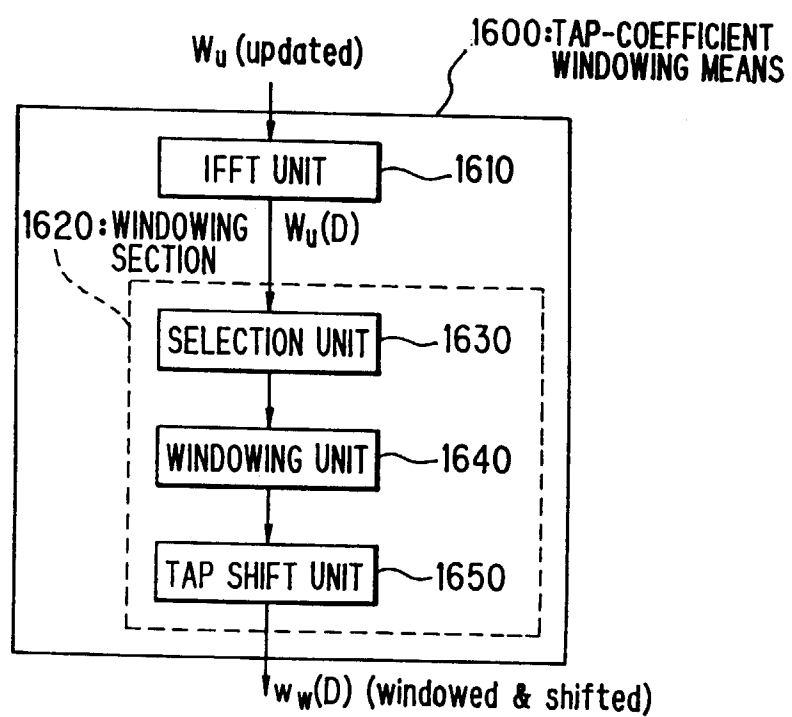 1600:TAP-COEFFICIENT
WINDOWING MEANS
Wu (updated)
IFFT UNIT
1610
1620:WINDOWING
SECTION
Wu(D)
SELECTION UNIT
1630
WINDOWING UNIT
1640
TAP SHIFT UNIT
1650
ww(D) (windowed & shifted)